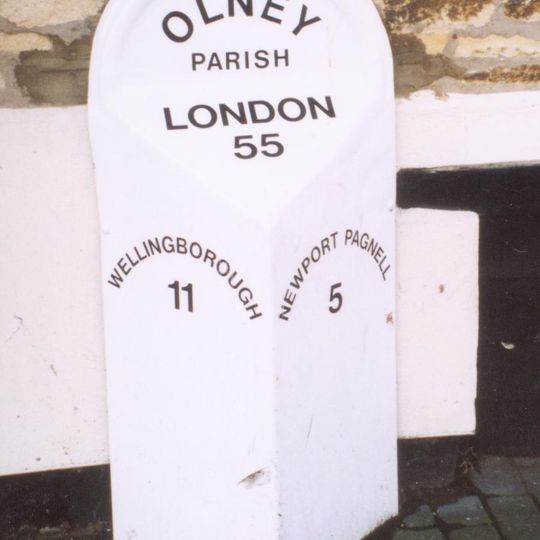 OLNEY
PARISH
LONDON
55
WELLINGBOROUGH
11
NEWPORT PAGNELL
5